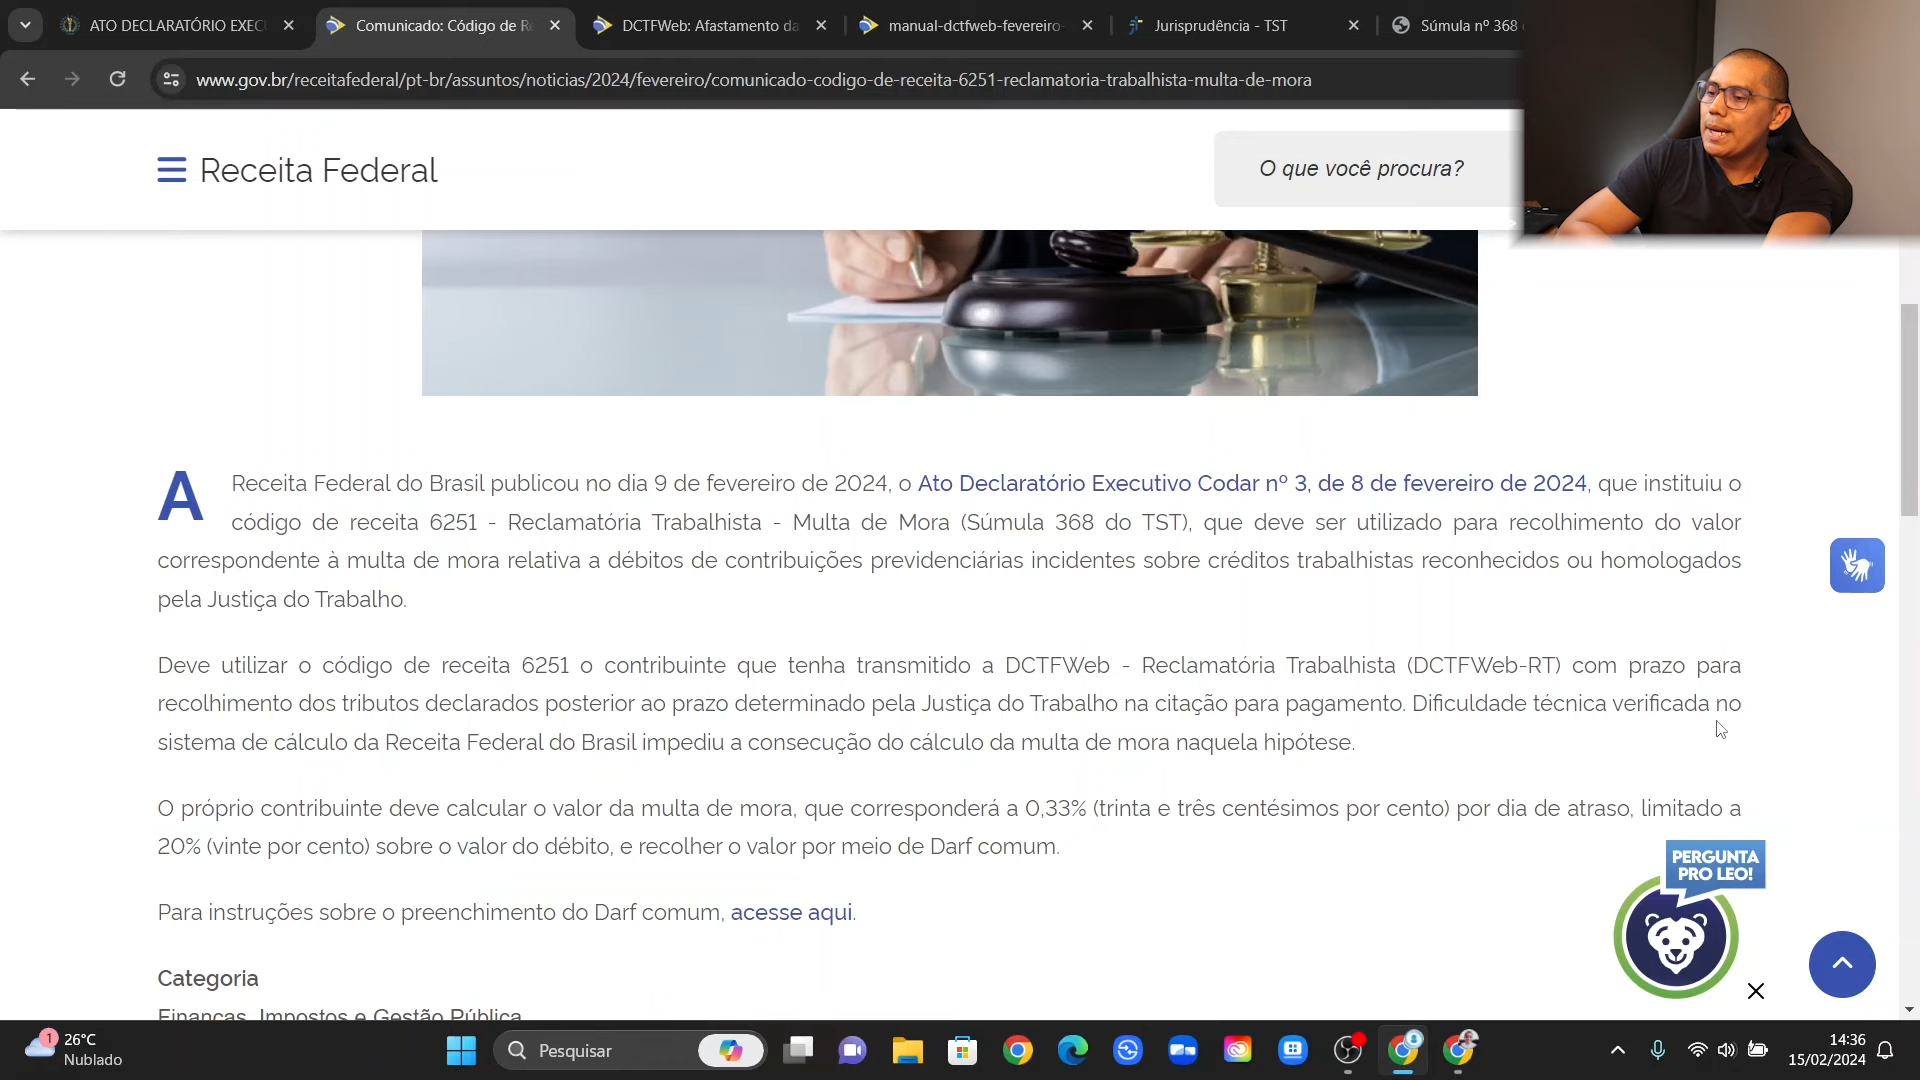 ATO DECLARATÓRIO EXEC
Comunicado: Código de Re
DCTFWeb: Afastamento da
manual-dctfweb-fevereiro-
Jurisprudência - TST
Súmula nº 368
www.gov.br/receitafederal/pt-br/assuntos/noticias/2024/fevereiro/comunicado-codigo-de-receita-6251-reclamatoria-trabalhista-multa-de-mora
Receita Federal
O que você procura?
A Receita Federal do Brasil publicou no dia 9 de fevereiro de 2024, o Ato Declaratório Executivo Codar nº 3, de 8 de fevereiro de 2024, que instituiu o
código de receita 6251 - Reclamatória Trabalhista - Multa de Mora (Súmula 368 do TST), que deve ser utilizado para recolhimento do valor
correspondente à multa de mora relativa a débitos de contribuições previdenciárias incidentes sobre créditos trabalhistas reconhecidos ou homologados
pela Justiça do Trabalho.
Deve utilizar o código de receita 6251 o contribuinte que tenha transmitido a DCTFWeb - Reclamatória Trabalhista (DCTFWeb-RT) com prazo para
recolhimento dos tributos declarados posterior ao prazo determinado pela Justiça do Trabalho na citação para pagamento. Dificuldade técnica verificada no
sistema de cálculo da Receita Federal do Brasil impediu a consecução do cálculo da multa de mora naquela hipótese.
O próprio contribuinte deve calcular o valor da multa de mora, que corresponderá a 0,33% (trinta e três centésimos por cento) por dia de atraso, limitado a
20% (vinte por cento) sobre o valor do débito, e recolher o valor por meio de Darf comum.
PERGUNTA
PRO LEO!
Para instruções sobre o preenchimento do Darf comum, acesse aqui.
Categoria
Finanças, Impostos e Gestão Pública
1
26°C
Nublado
Pesquisar
14:36
15/02/2024